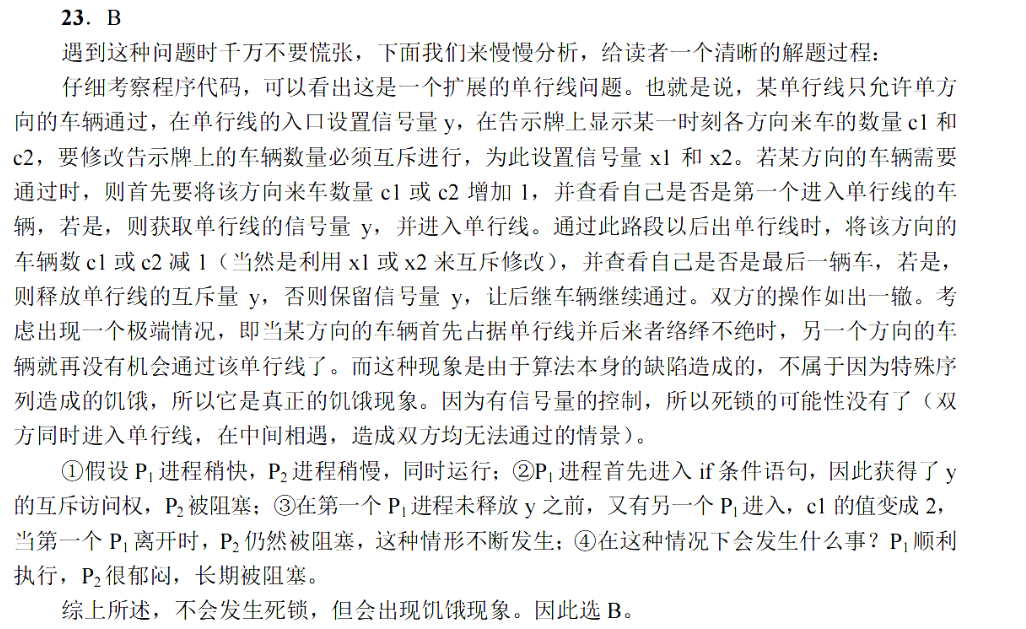 23．B
遇到这种问题时千万不要慌张，下面我们来慢慢分析，给读者一个清晰的解题过程：
仔细考察程序代码，可以看出这是一个扩展的单行线问题。也就是说，某单行线只允许单方
向的车辆通过，在单行线的入口设置信号量 y，在告示牌上显示某一时刻各方向来车的数量 c1 和
c2，要修改告示牌上的车辆数量必须互斥进行，为此设置信号量 x1 和 x2。若某方向的车辆需要
通过时，则首先要将该方向来车数量 c1 或 c2 增加 1，并查看自己是否是第一个进入单行线的车
辆，若是，则获取单行线的信号量 y，并进入单行线。通过此路段以后出单行线时，将该方向的
车辆数 c1 或 c2 减 1（当然是利用 x1 或 x2 来互斥修改），并查看自己是否是最后一辆车，若是，
则释放单行线的互斥量 y，否则保留信号量 y，让后继车辆继续通过。双方的操作如出一辙。考
虑出现一个极端情况，即当某方向的车辆首先占据单行线并后来者络绎不绝时，另一个方向的车
辆就再没有机会通过该单行线了。而这种现象是由于算法本身的缺陷造成的，不属于因为特殊序
列造成的饥饿，所以它是真正的饥饿现象。因为有信号量的控制，所以死锁的可能性没有了（双
方同时进入单行线，在中间相遇，造成双方均无法通过的情景）。
①假设 P₁ 进程稍快，P₂ 进程稍慢，同时运行；②P₁ 进程首先进入 if 条件语句，因此获得了 y
的互斥访问权，P₂ 被阻塞；③在第一个 P₁ 进程未释放 y 之前，又有另一个 P₁ 进入，c1 的值变成 2，
当第一个 P₁ 离开时，P₂ 仍然被阻塞，这种情形不断发生；④在这种情况下会发生什么事？P₁ 顺利
执行，P₂ 很郁闷，长期被阻塞。
综上所述，不会发生死锁，但会出现饥饿现象。因此选 B。